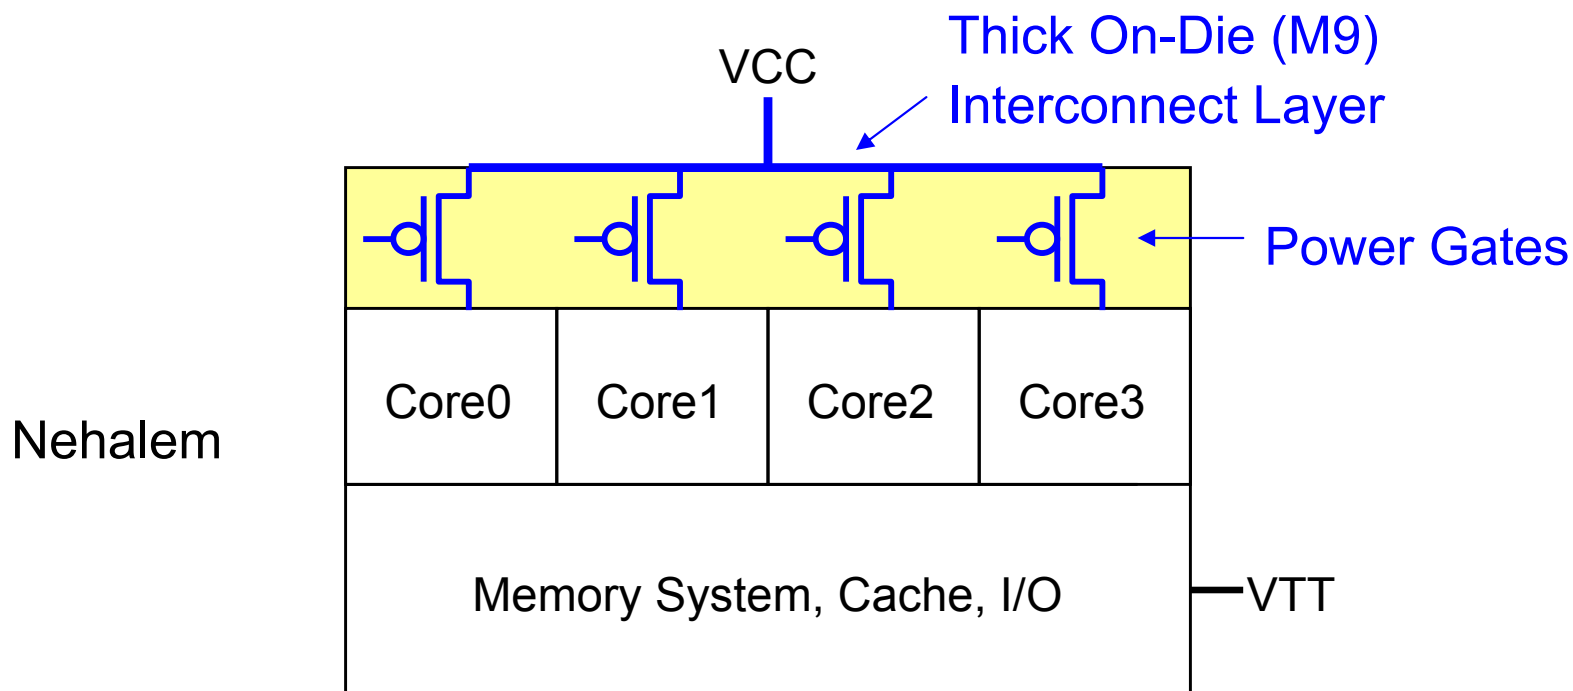 Thick On-Die (M9)
VCC
Interconnect Layer
Power Gates
Core0
Core1
Core2
Core3
Nehalem
Memory System, Cache, I/O
VTT